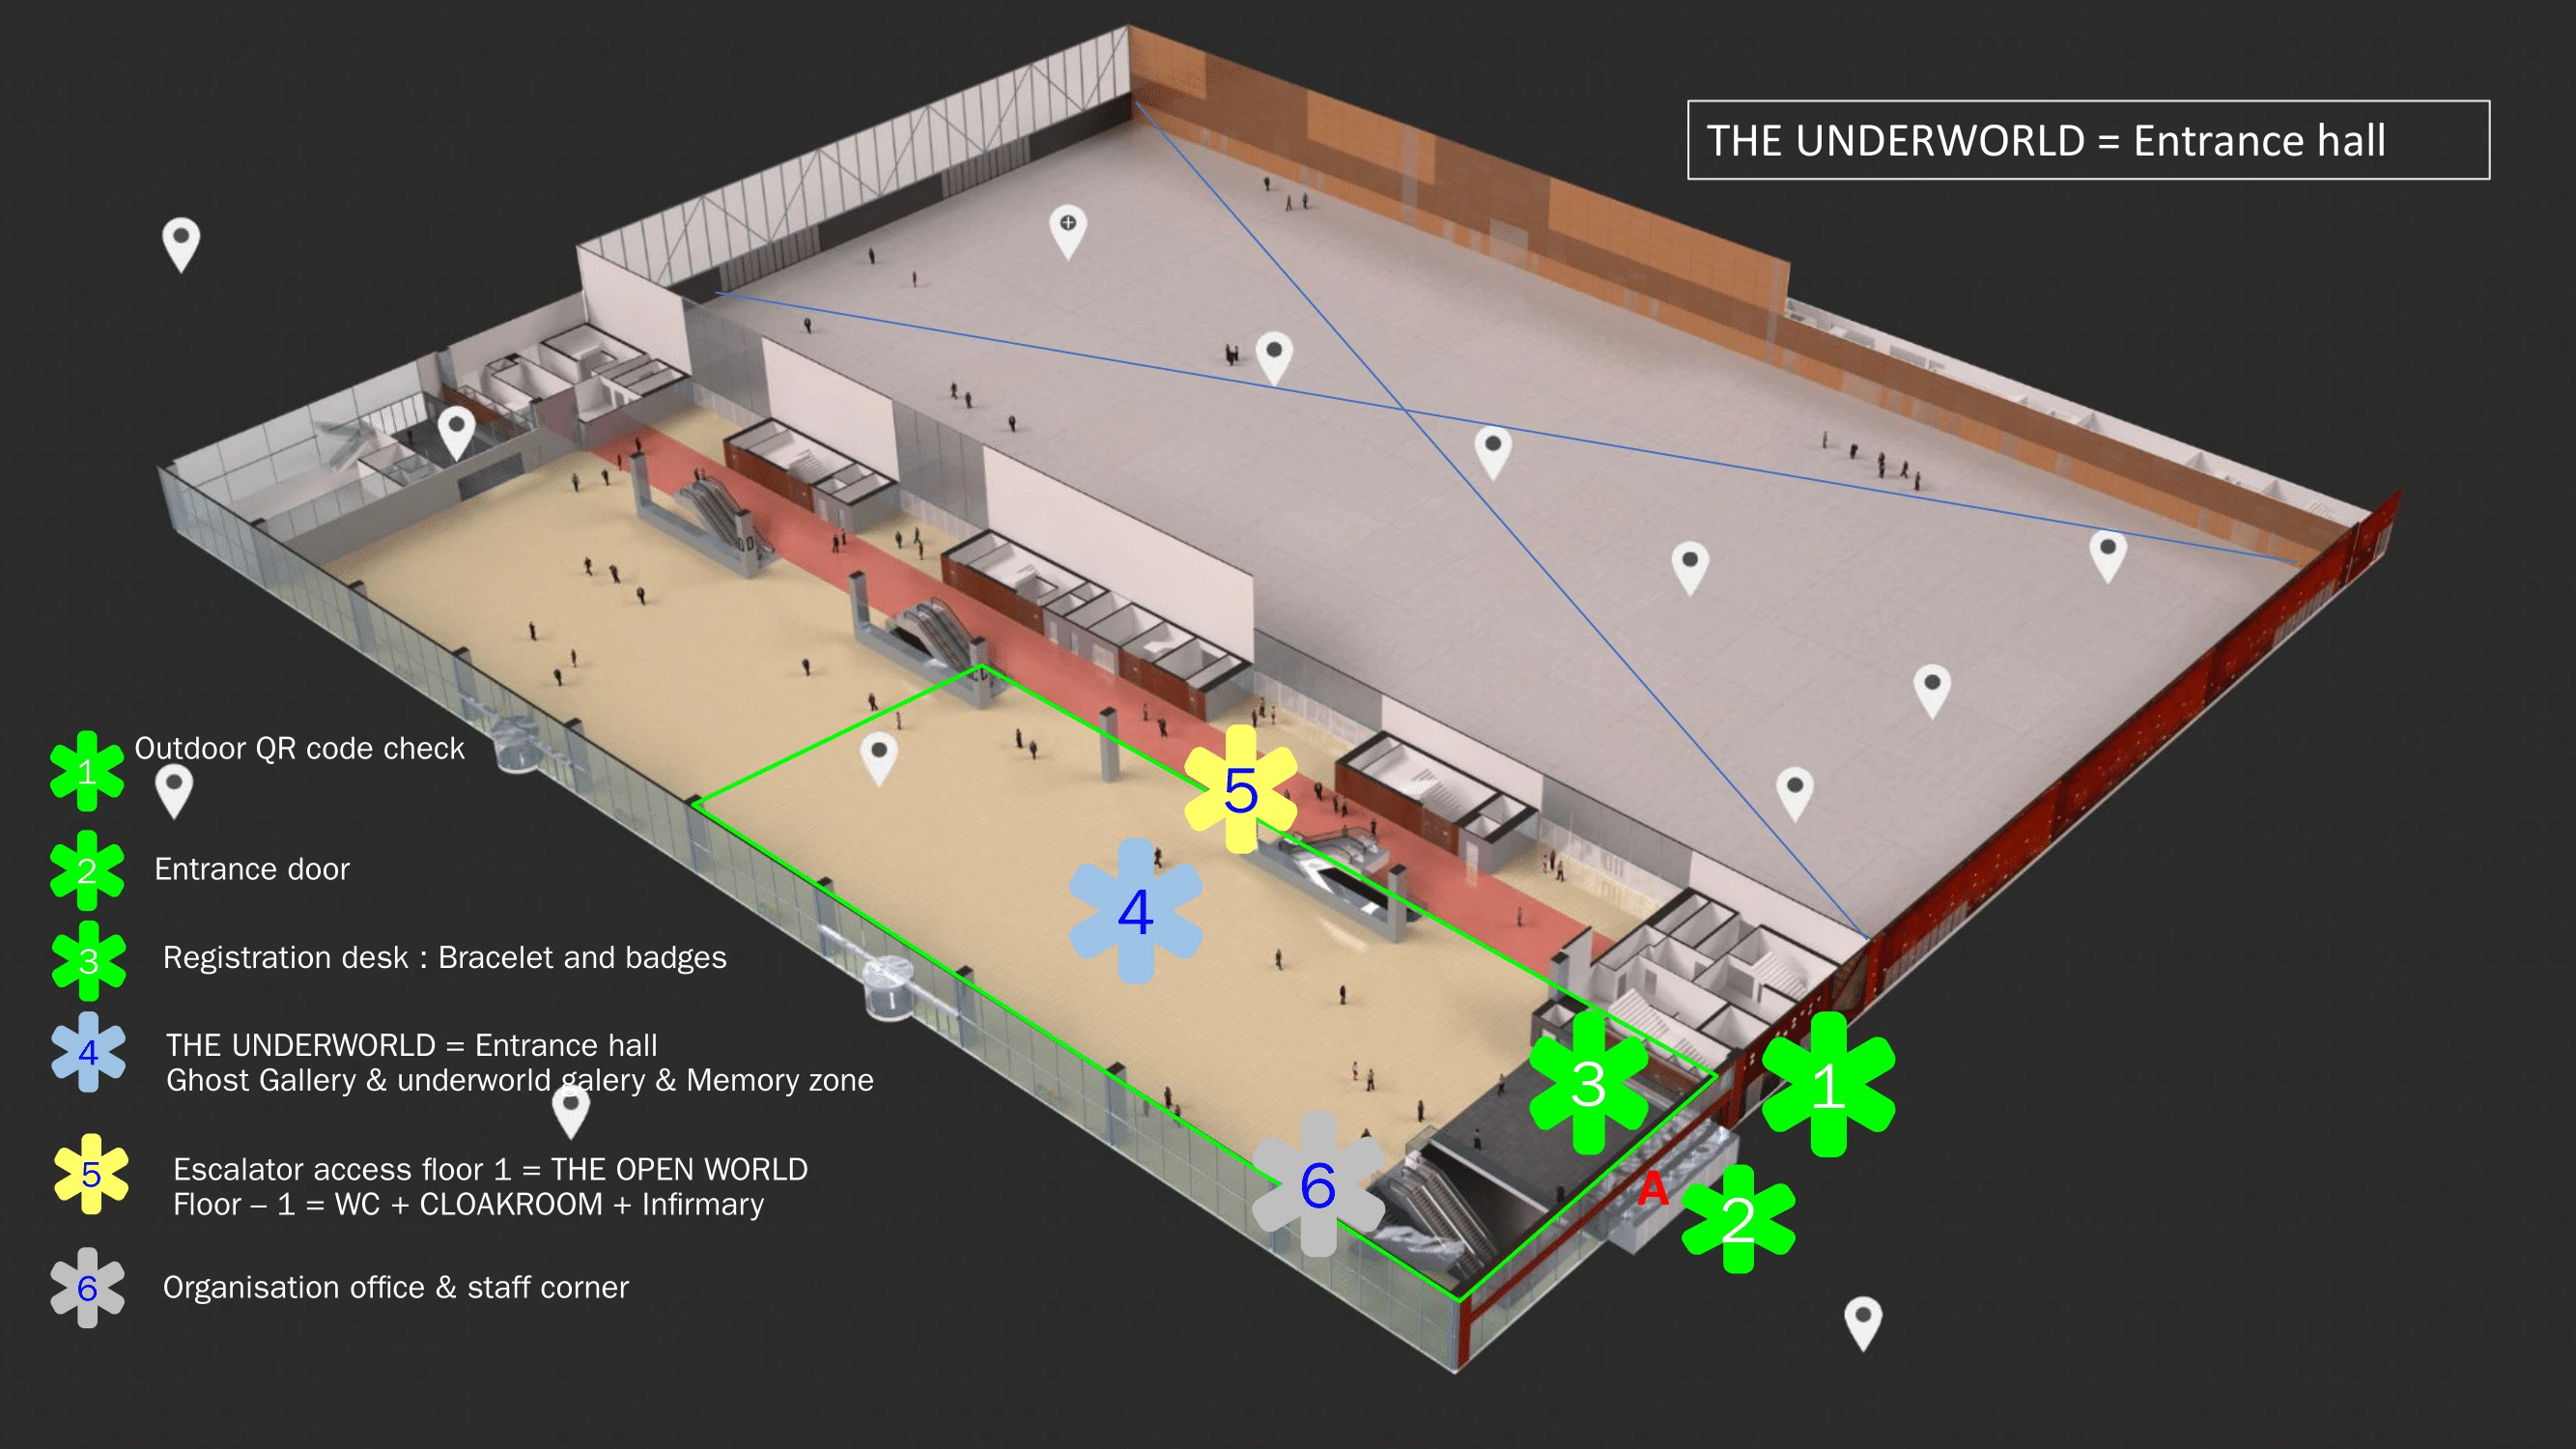 THE UNDERWORLD = Entrance hall
1 Outdoor QR code check
2 Entrance door
3 Registration desk : Bracelet and badges
4 THE UNDERWORLD = Entrance hall
Ghost Gallery & underworld galery & Memory zone
5 Escalator access floor 1 = THE OPEN WORLD
Floor – 1 = WC + CLOAKROOM + Infirmary
6 Organisation office & staff corner
5
4
3
1
6
A
2